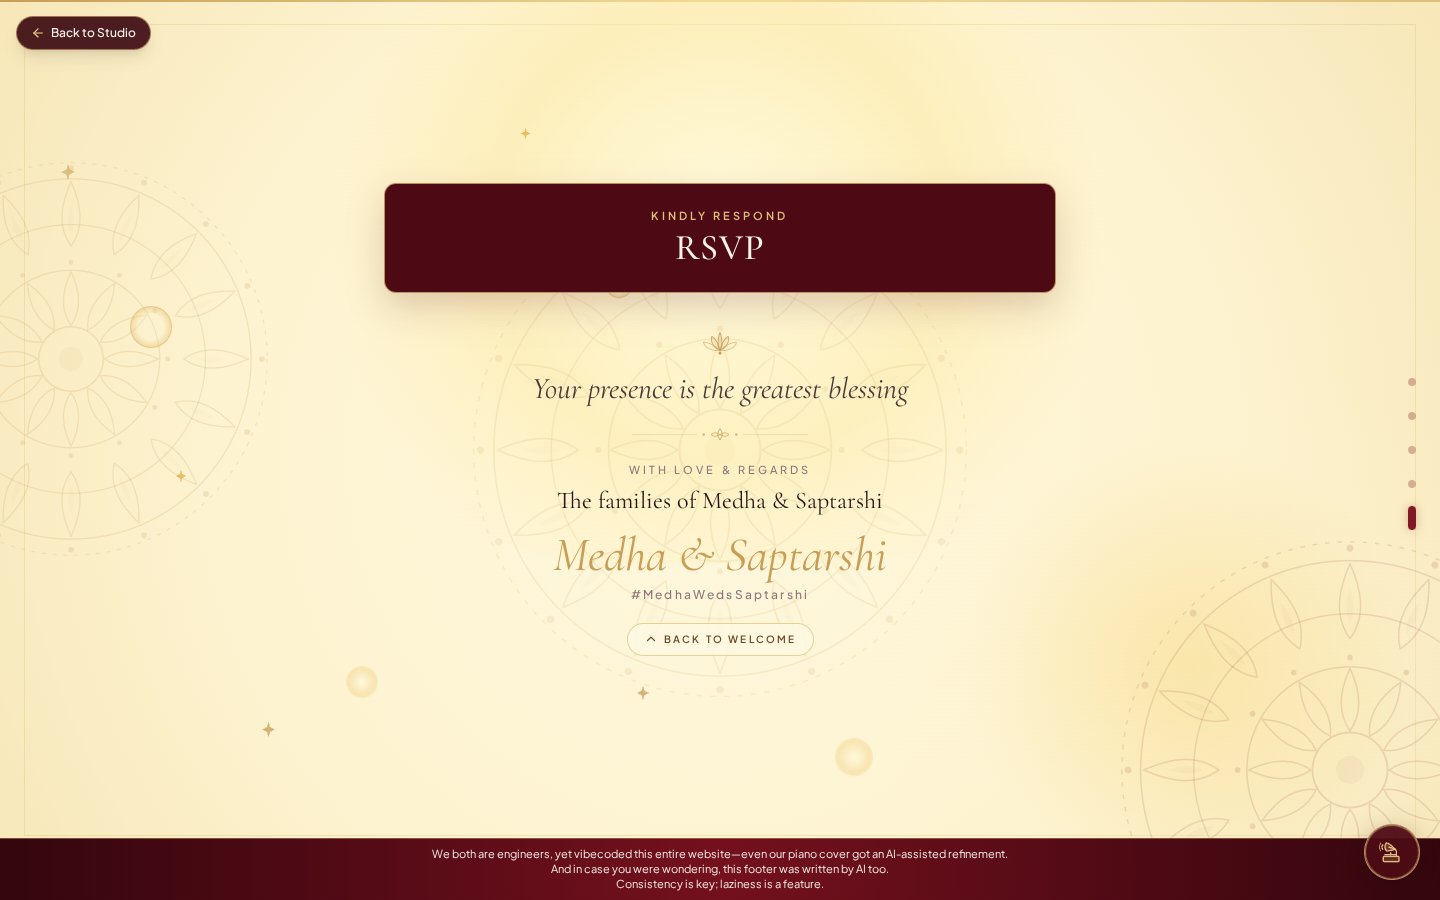 Back to Studio
KINDLY RESPOND
RSVP
Your presence is the greatest blessing
WITH LOVE & REGARDS
The families of Medha & Saptarshi
Medha & Saptarshi
#MedhaWedsSaptarshi
BACK TO WELCOME
We both are engineers, yet vibecoded this entire website—even our piano cover got an AI-assisted refinement.
And in case you were wondering, this footer was written by AI too.
Consistency is key; laziness is a feature.